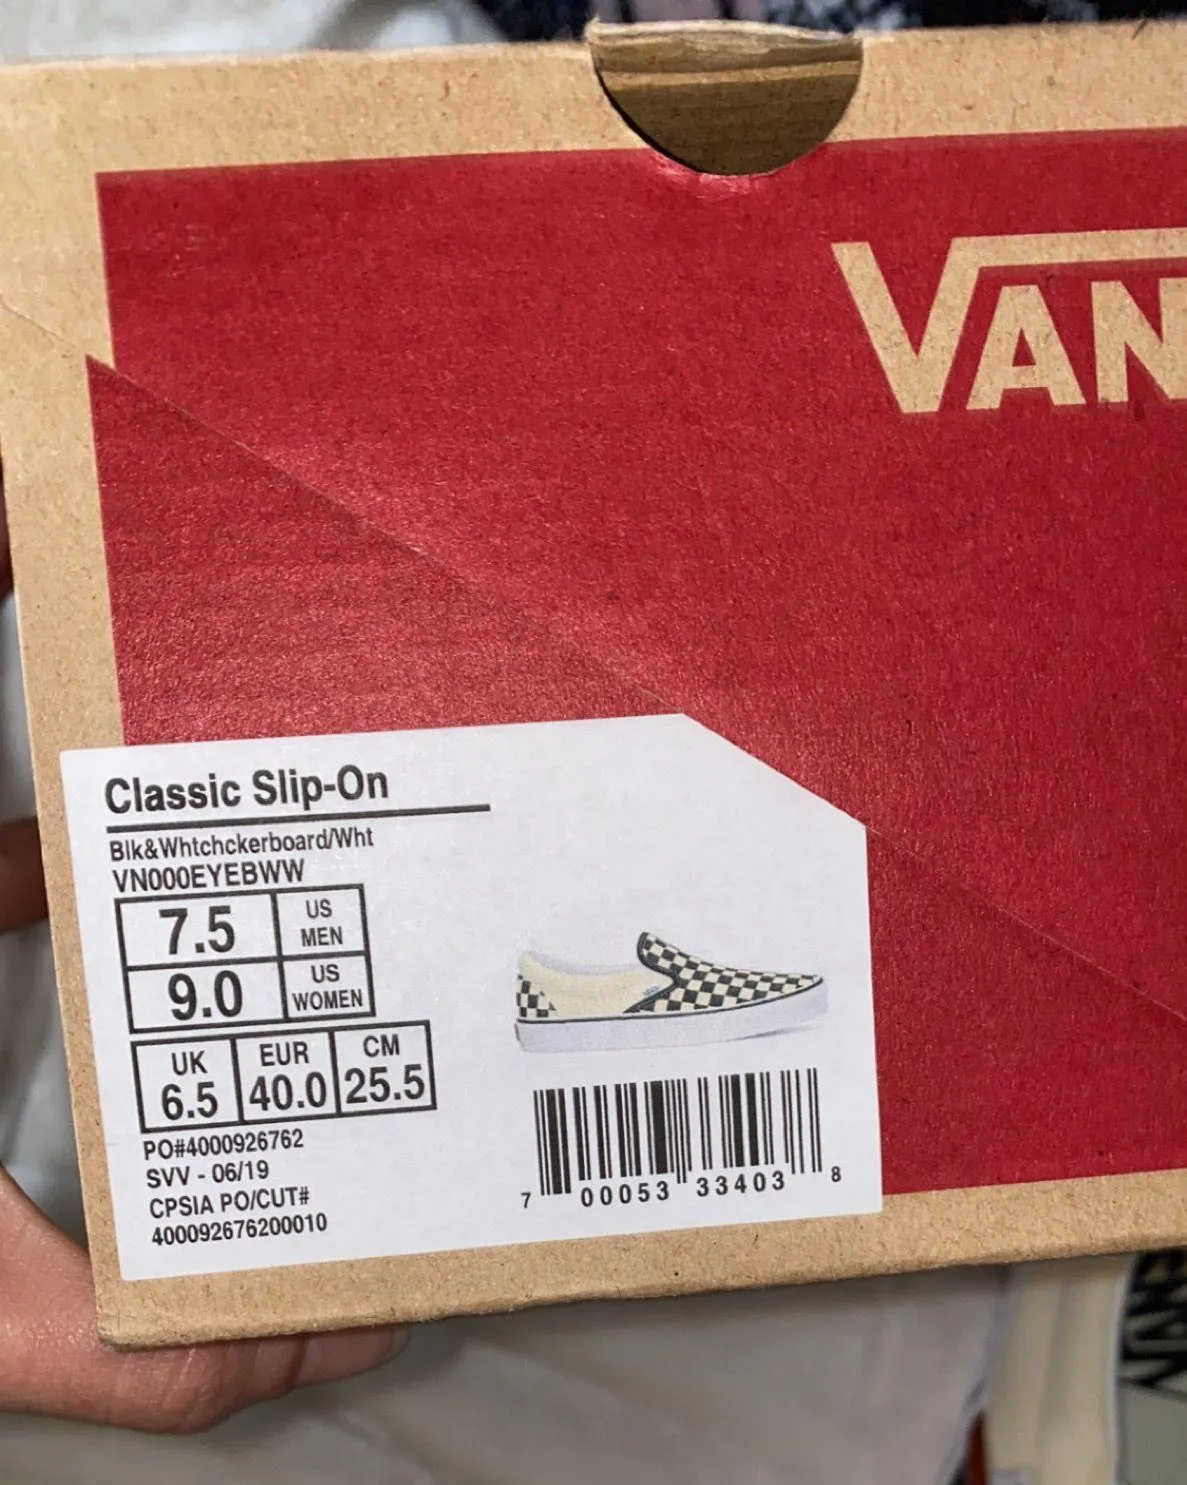 VAN
Classic Slip-On
Blk&Whtchckerboard/Wht
VN000EYEBWW
7.5 US MEN
9.0 US WOMEN
UK EUR CM
6.5 40.0 25.5
PO#4000926762
SVV - 06/19
CPSIA PO/CUT#
400092676200010
7 00053 33403 8